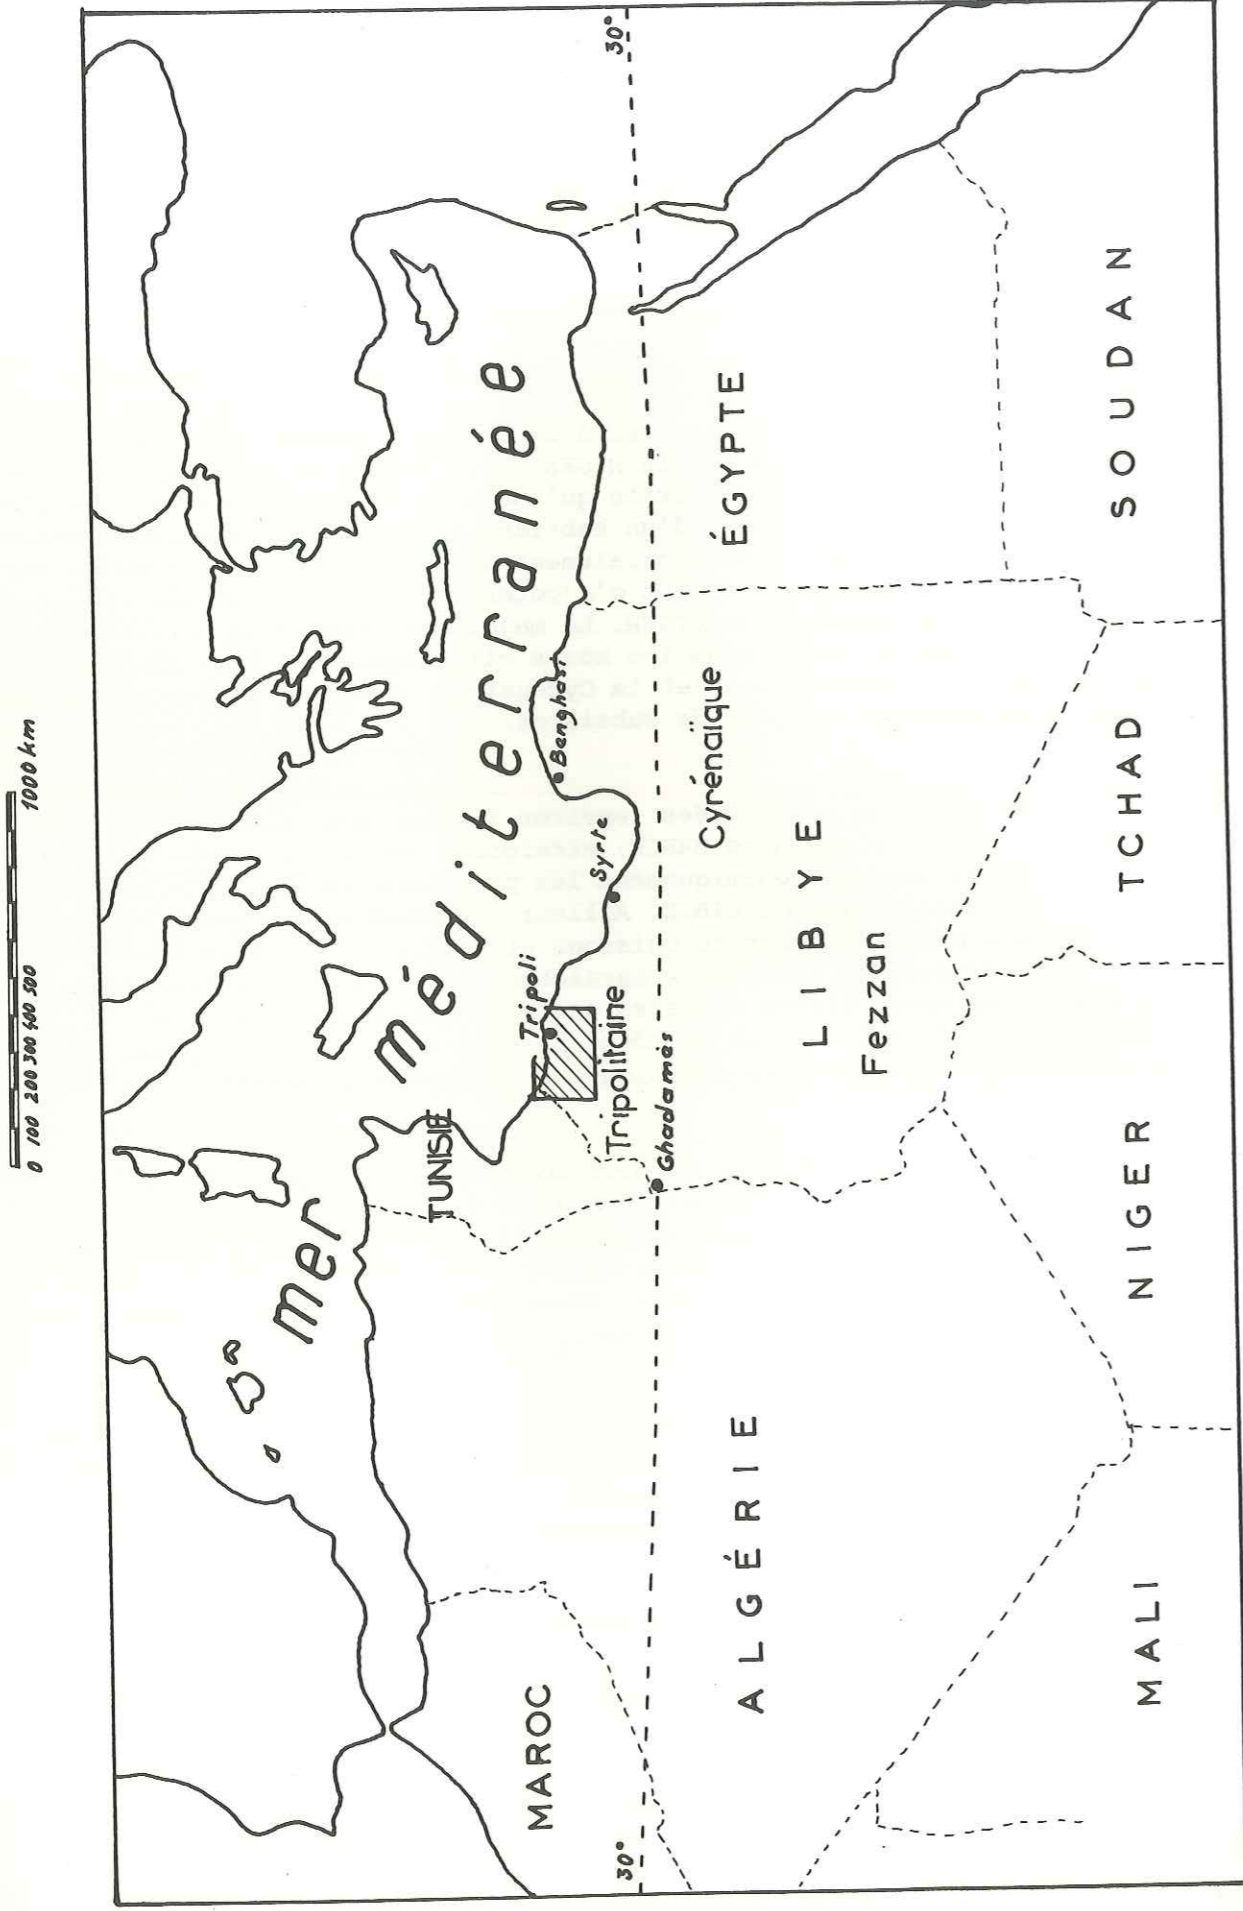 0 100 200 300 400 500 1000 km
mer méditerranée
30°
30°
TUNISIE
Tripoli
Syrte
Benghasi
Tripolitaine
Ghadamès
Cyrénaïque
MAROC
ALGÉRIE
LIBYE
Fezzan
ÉGYPTE
MALI
NIGER
TCHAD
SOUDAN